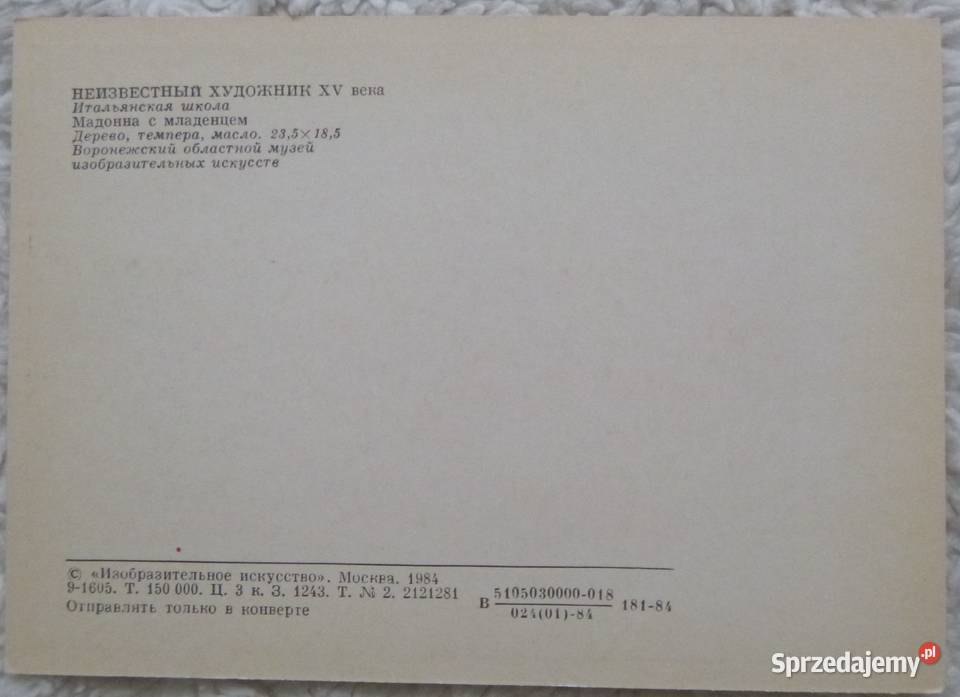 НЕИЗВЕСТНЫЙ ХУДОЖНИК XV века
Итальянская школа
Мадонна с младенцем
Дерево, темпера, масло. 23,5×18,5
Воронежский областной музей
изобразительных искусств
© «Изобразительное искусство». Москва. 1984
9-1605. Т. 150 000. Ц. 3 к. З. 1243. Т. № 2. 2121281
Отправлять только в конверте
В 5105030000-018
024(01)-84
181-84
Sprzedajemy.pl